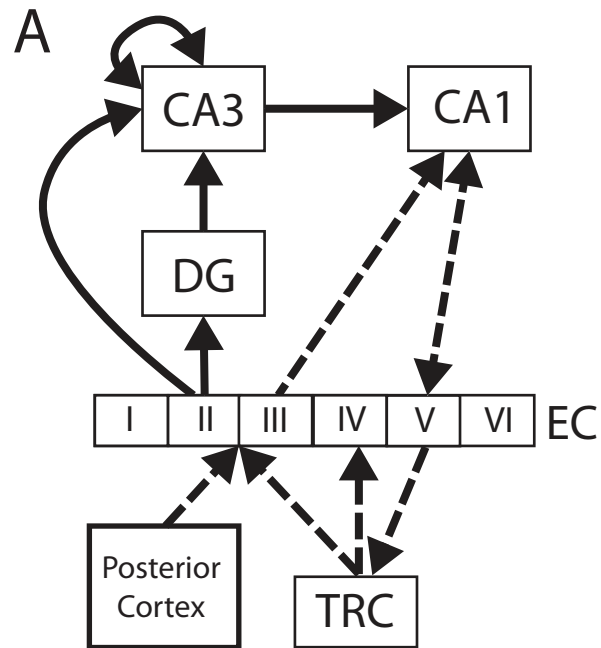 A
CA3
CA1
DG
I II III IV V VI EC
Posterior
Cortex
TRC